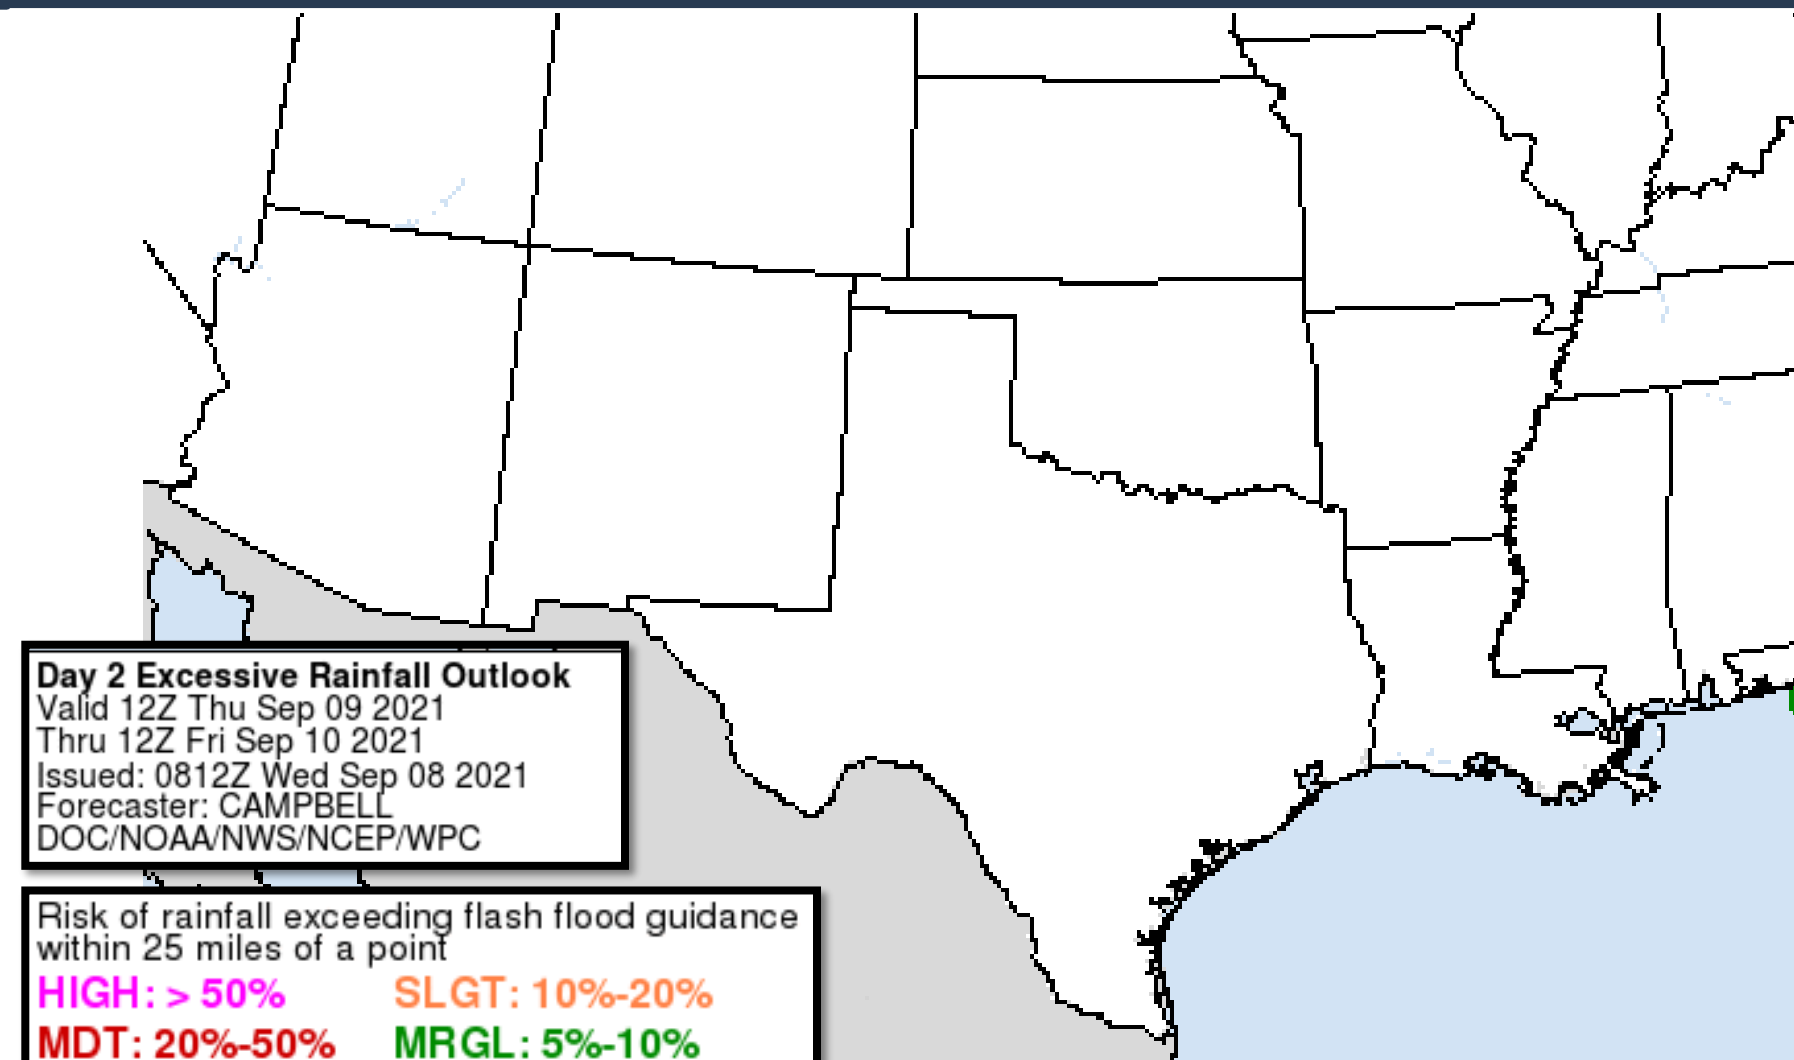 Day 2 Excessive Rainfall Outlook
Valid 12Z Thu Sep 09 2021
Thru 12Z Fri Sep 10 2021
Issued: 0812Z Wed Sep 08 2021
Forecaster: CAMPBELL
DOC/NOAA/NWS/NCEP/WPC
Risk of rainfall exceeding flash flood guidance
within 25 miles of a point
HIGH: > 50% SLGT: 10%-20%
MDT: 20%-50% MRGL: 5%-10%